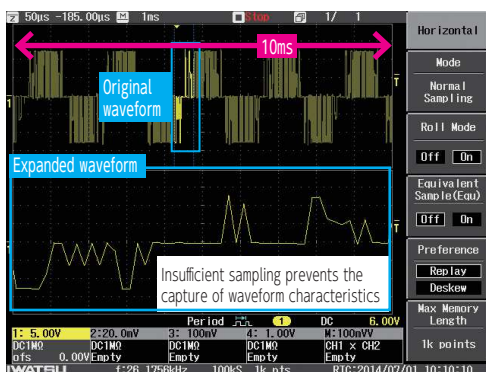 50μs -185.00μs M 1ms Stop 1/ 1
Horizontal
10ms
Mode
Normal
Sampling
T
Original
waveform
1
Roll Mode
Off On
Expanded waveform
Equivalent
Sample(Equ)
Off On
T
Preference
Replay
Deskew
Insufficient sampling prevents the
capture of waveform characteristics
Max Memory
Length
1k points
Period 1 DC 6.00V
1: 5.00V 2:20.0mV 3: 100mV 4: 1.00V M:100mVV
DC1MΩ DC1MΩ DC1MΩ DC1MΩ CH1 × CH2
ofs 0.00V Empty Empty Empty Empty
IWATSU f:26.1756kHz 100kS 1k pts RTC:2014/07/01 10:10:10